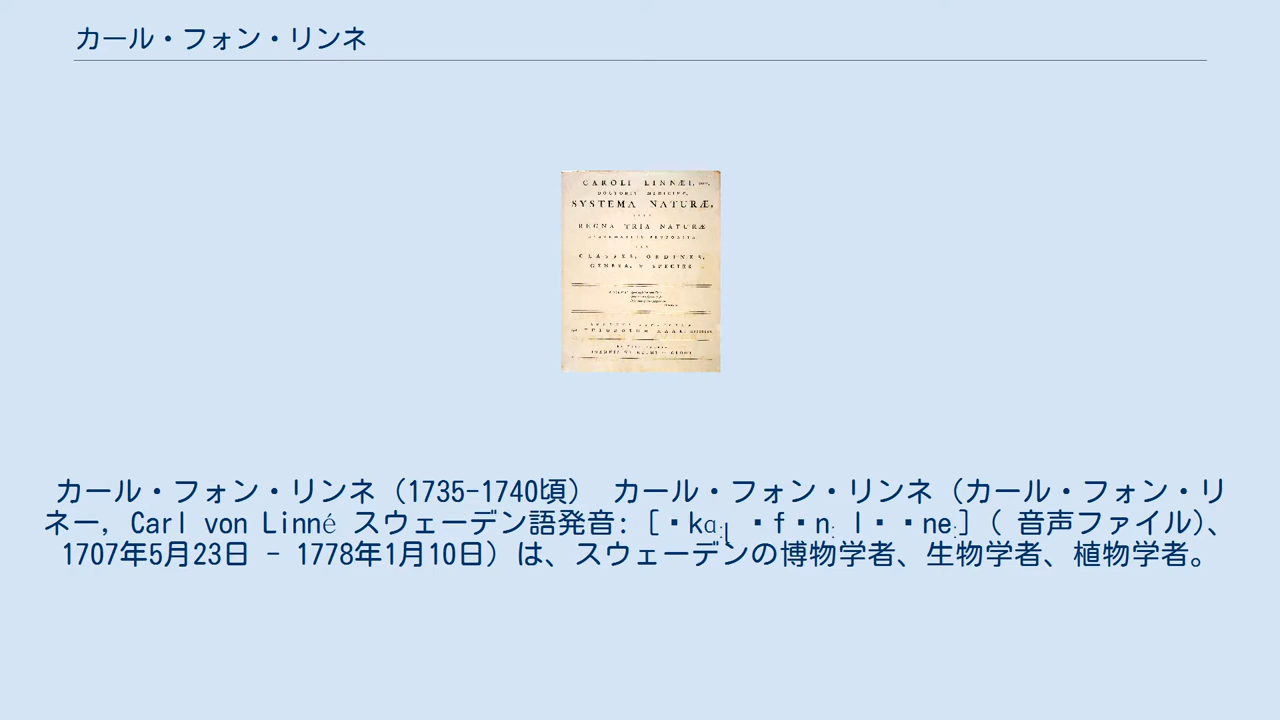 カール・フォン・リンネ
CAROLI LINNÆI,
DOCTORIS MEDICINÆ,
SYSTEMA NATURÆ,
REGNA TRIA NATURÆ
CLASSES, ORDINES,
GENERA, & SPECIES
カール・フォン・リンネ（1735-1740頃） カール・フォン・リンネ（カール・フォン・リ
ネー, Carl von Linné スウェーデン語発音: [・kɑːɭ ・f・nː l・・neː]（ 音声ファイル)、
1707年5月23日 - 1778年1月10日）は、スウェーデンの博物学者、生物学者、植物学者。